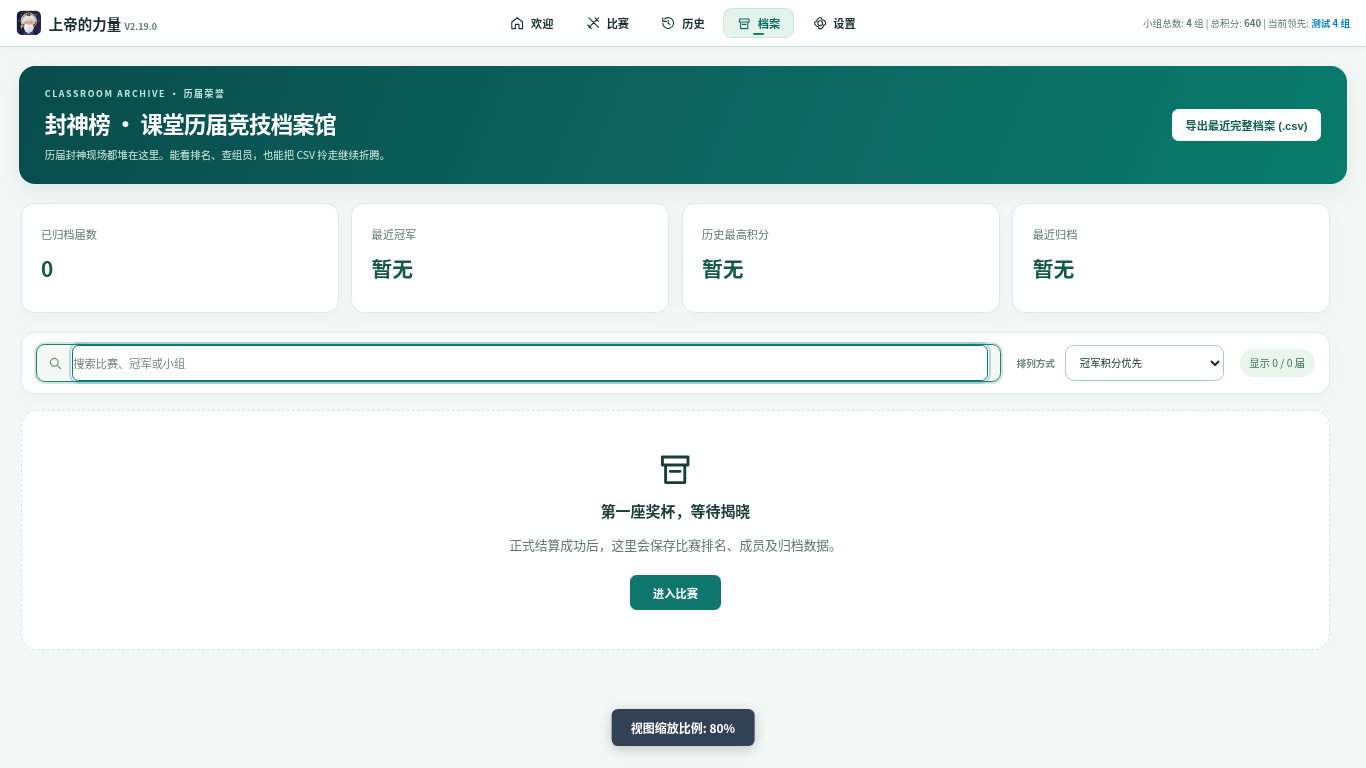 上帝的力量 V2.19.0
欢迎
比赛
历史
档案
设置
小组总数: 4 组 | 总积分: 640 | 当前领先: 测试 4 组
CLASSROOM ARCHIVE · 历届荣誉
封神榜 · 课堂历届竞技档案馆
历届封神现场都堆在这里。能看排名、查组员，也能把 CSV 拎走继续折腾。
导出最近完整档案 (.csv)
已归档届数
0
最近冠军
暂无
历史最高积分
暂无
最近归档
暂无
搜索比赛、冠军或小组
排列方式
冠军积分优先
显示 0 / 0 届
第一座奖杯，等待揭晓
正式结算成功后，这里会保存比赛排名、成员及归档数据。
进入比赛
视图缩放比例: 80%